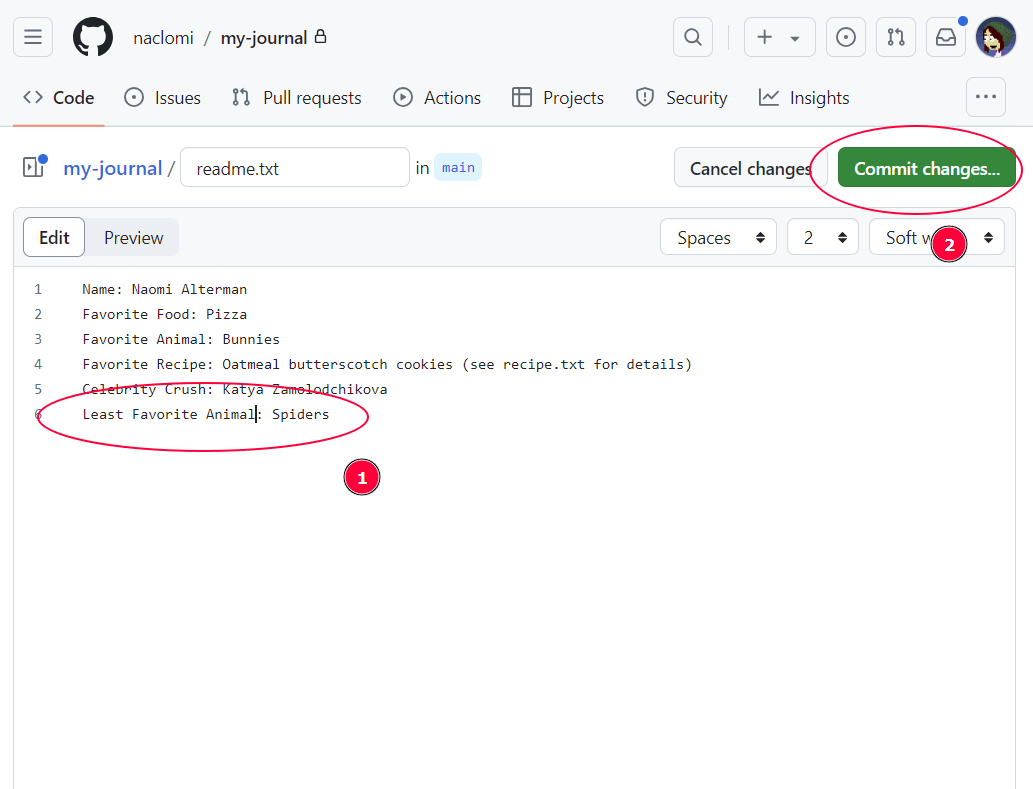 naclomi / my-journal
Code Issues Pull requests Actions Projects Security Insights
my-journal / readme.txt in main Cancel changes Commit changes...
Edit Preview Spaces 2 Soft
2
1 Name: Naomi Alterman
2 Favorite Food: Pizza
3 Favorite Animal: Bunnies
4 Favorite Recipe: Oatmeal butterscotch cookies (see recipe.txt for details)
5 Celebrity Crush: Katya Zamolodchikova
6 Least Favorite Animal: Spiders
1